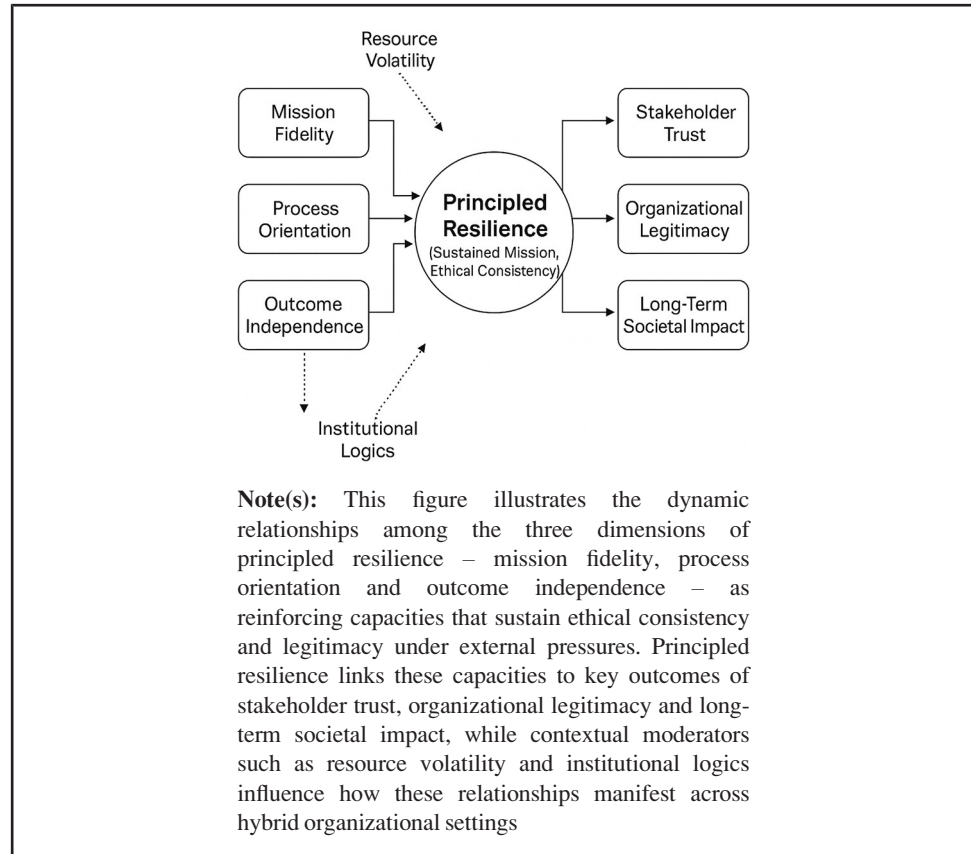 Resource
Volatility
Mission
Fidelity
Process
Orientation
Outcome
Independence
Principled
Resilience
(Sustained Mission,
Ethical Consistency)
Stakeholder
Trust
Organizational
Legitimacy
Long-Term
Societal Impact
Institutional
Logics
Note(s): This figure illustrates the dynamic
relationships among the three dimensions of
principled resilience – mission fidelity, process
orientation and outcome independence – as
reinforcing capacities that sustain ethical consistency
and legitimacy under external pressures. Principled
resilience links these capacities to key outcomes of
stakeholder trust, organizational legitimacy and long-
term societal impact, while contextual moderators
such as resource volatility and institutional logics
influence how these relationships manifest across
hybrid organizational settings